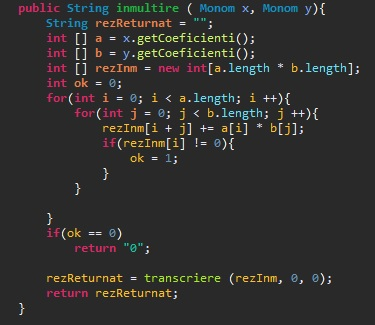 public String inmultire ( Monom x, Monom y){
    String rezReturnat = "";
    int [] a = x.getCoeficienti();
    int [] b = y.getCoeficienti();
    int [] rezInm = new int[a.length * b.length];
    int ok = 0;
    for(int i = 0; i < a.length; i ++){
        for(int j = 0; j < b.length; j ++){
            rezInm[i + j] += a[i] * b[j];
            if(rezInm[i] != 0){
                ok = 1;
            }
        }
    }
    if(ok == 0)
        return "0";
    rezReturnat = transcriere (rezInm, 0, 0);
    return rezReturnat;
}